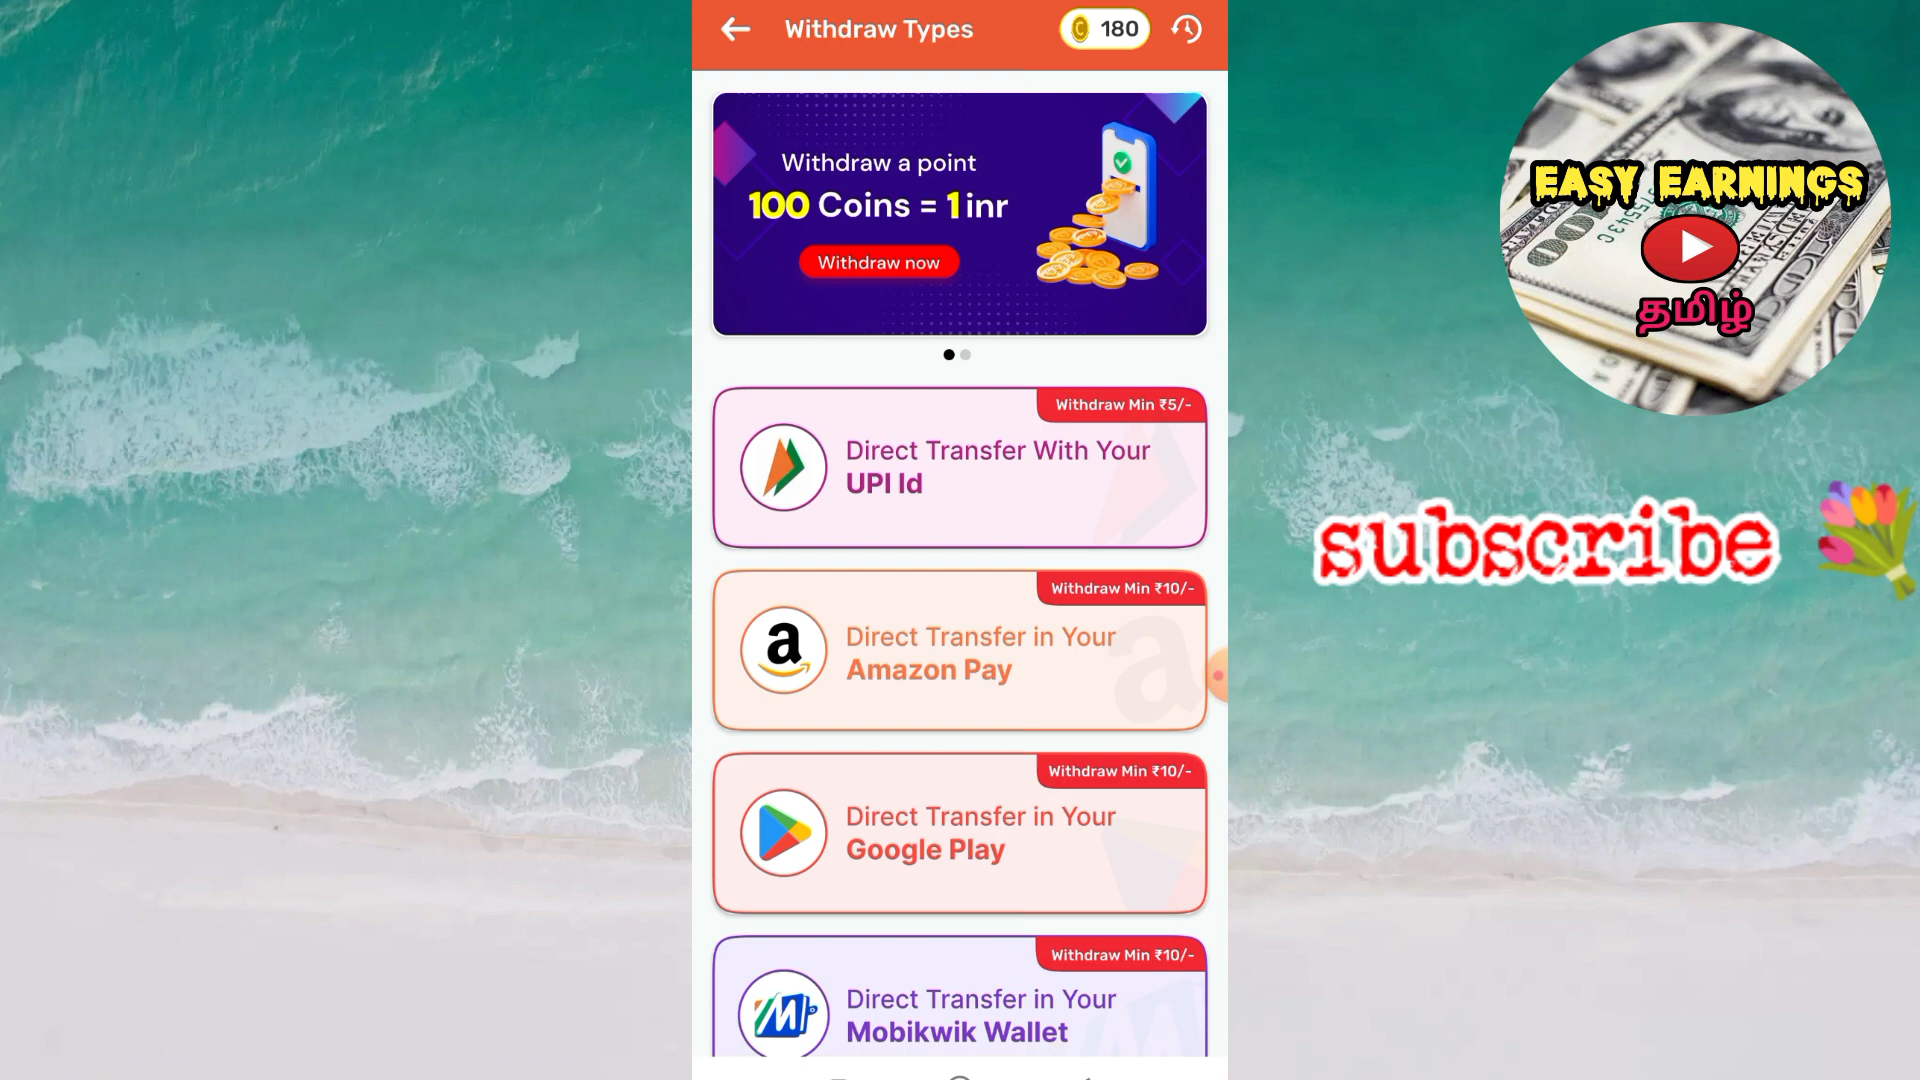 Withdraw Types
180
Withdraw a point
100 Coins = 1 inr
Withdraw now
Withdraw Min ₹5/-
Direct Transfer With Your
UPI Id
Withdraw Min ₹10/-
Direct Transfer in Your
Amazon Pay
Withdraw Min ₹10/-
Direct Transfer in Your
Google Play
Withdraw Min ₹10/-
Direct Transfer in Your
Mobikwik Wallet
EASY EARNINGS
தமிழ்
subscribe